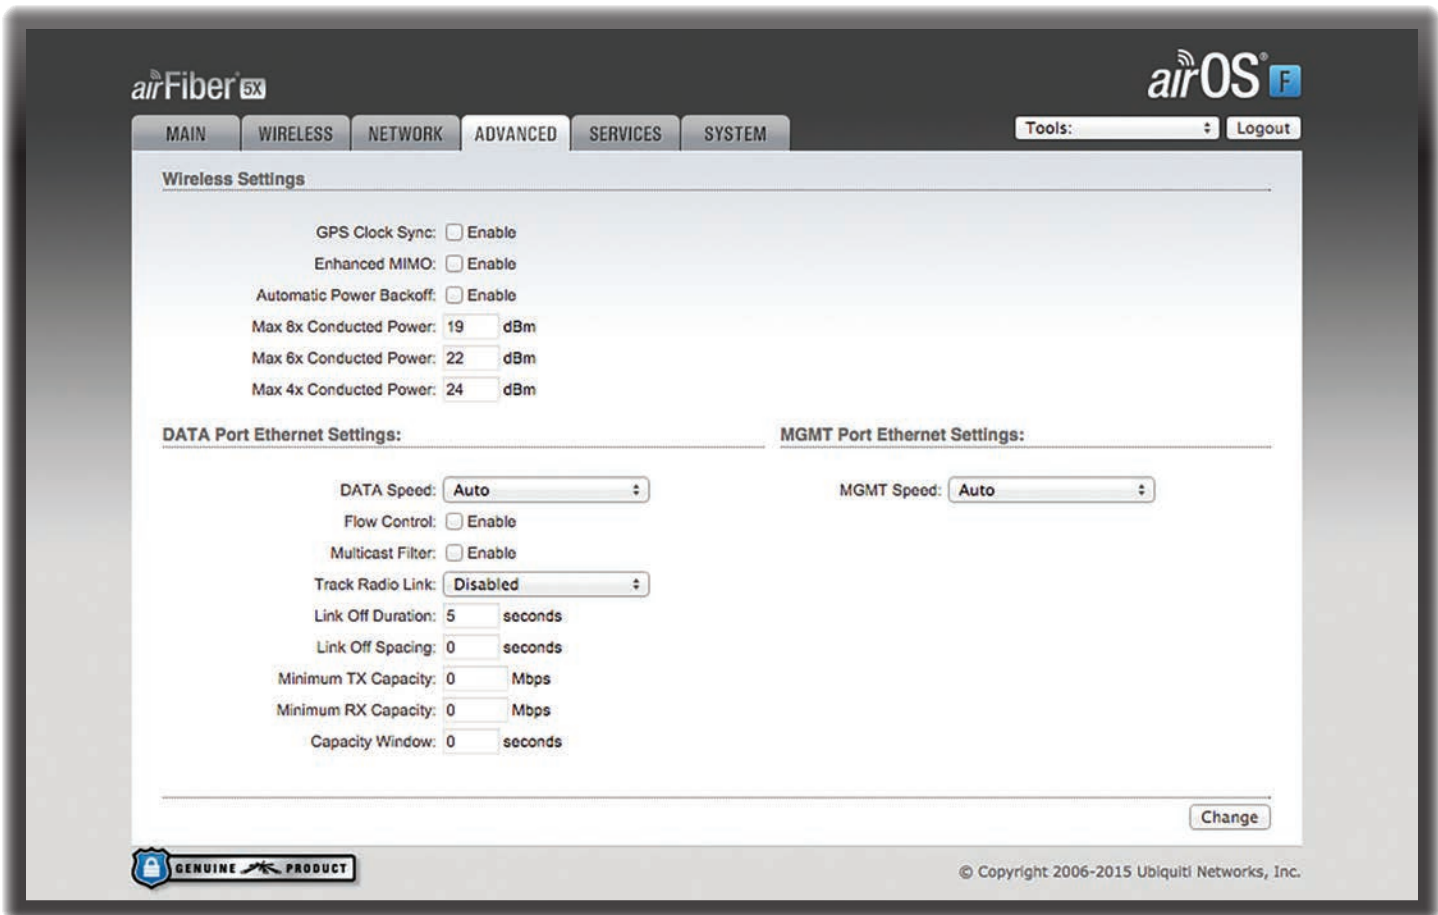 airFiber® 5X
airOS® F
MAIN WIRELESS NETWORK ADVANCED SERVICES SYSTEM Tools: Logout
Wireless Settings
GPS Clock Sync: Enable
Enhanced MIMO: Enable
Automatic Power Backoff: Enable
Max 8x Conducted Power: 19 dBm
Max 6x Conducted Power: 22 dBm
Max 4x Conducted Power: 24 dBm
DATA Port Ethernet Settings:
DATA Speed: Auto
Flow Control: Enable
Multicast Filter: Enable
Track Radio Link: Disabled
Link Off Duration: 5 seconds
Link Off Spacing: 0 seconds
Minimum TX Capacity: 0 Mbps
Minimum RX Capacity: 0 Mbps
Capacity Window: 0 seconds
MGMT Port Ethernet Settings:
MGMT Speed: Auto
Change
GENUINE PRODUCT
© Copyright 2006-2015 Ubiquiti Networks, Inc.